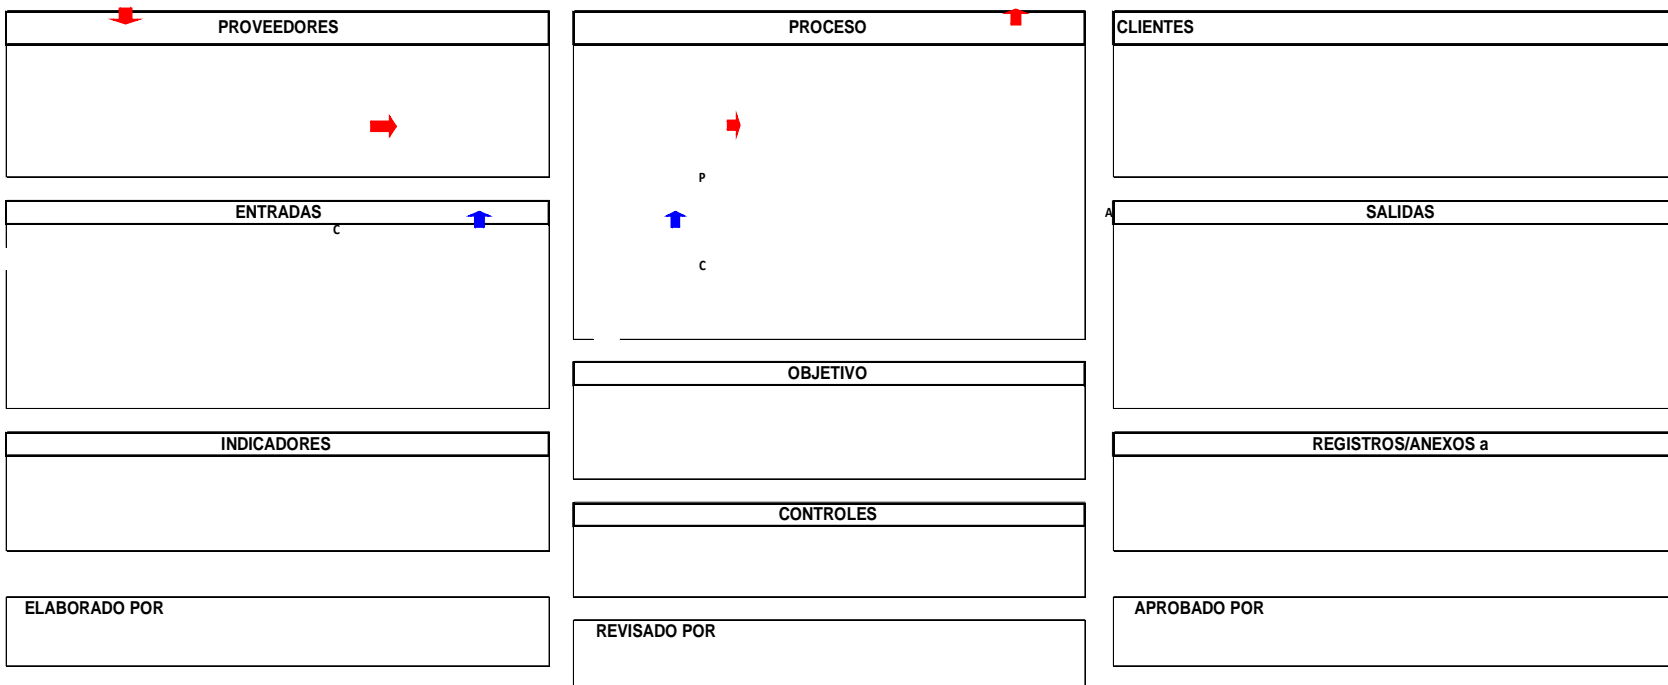 PROVEEDORES
PROCESO
CLIENTES
P
ENTRADAS
A
SALIDAS
C
C
OBJETIVO
INDICADORES
REGISTROS/ANEXOS a
CONTROLES
ELABORADO POR
APROBADO POR
REVISADO POR